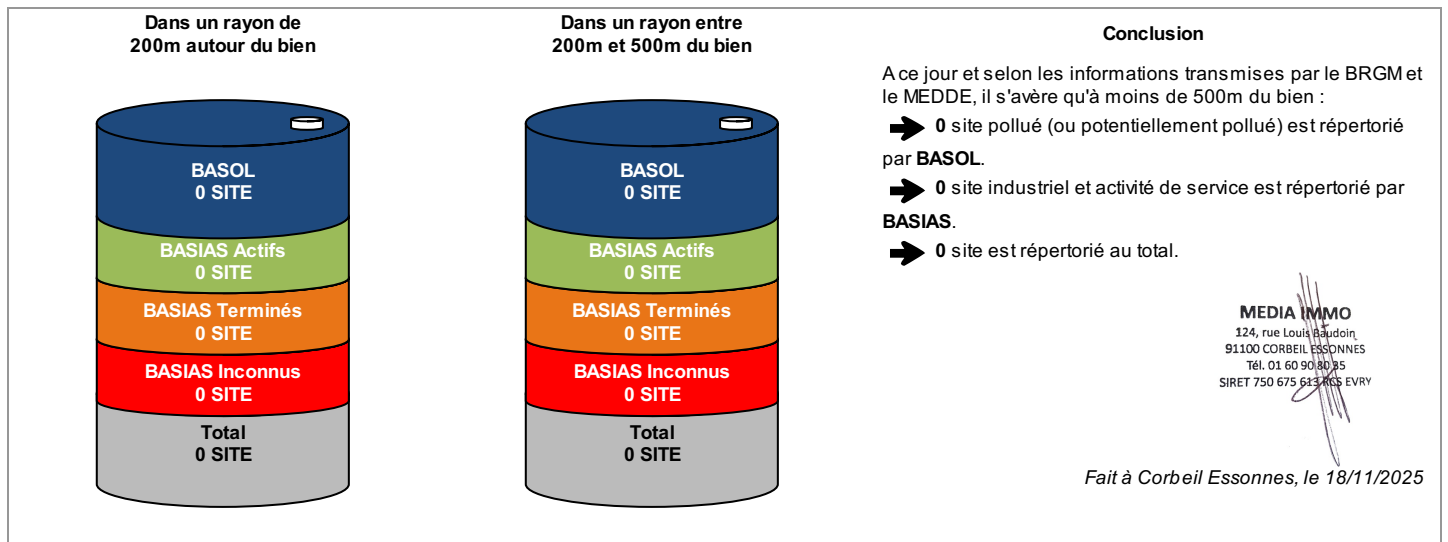 Dans un rayon de
200m autour du bien
BASOL
0 SITE
BASIAS Actifs
0 SITE
BASIAS Terminés
0 SITE
BASIAS Inconnus
0 SITE
Total
0 SITE
Dans un rayon entre
200m et 500m du bien
BASOL
0 SITE
BASIAS Actifs
0 SITE
BASIAS Terminés
0 SITE
BASIAS Inconnus
0 SITE
Total
0 SITE
Conclusion
A ce jour et selon les informations transmises par le BRGM et
le MEDDE, il s'avère qu'à moins de 500m du bien :
0 site pollué (ou potentiellement pollué) est répertorié
par BASOL.
0 site industriel et activité de service est répertorié par
BASIAS.
0 site est répertorié au total.
MEDIA IMMO
124, rue Louis Baudoin
91100 CORBEIL ESSONNES
Tél. 01 60 90 80 85
SIRET 750 675 613 RCS EVRY
Fait à Corbeil Essonnes, le 18/11/2025